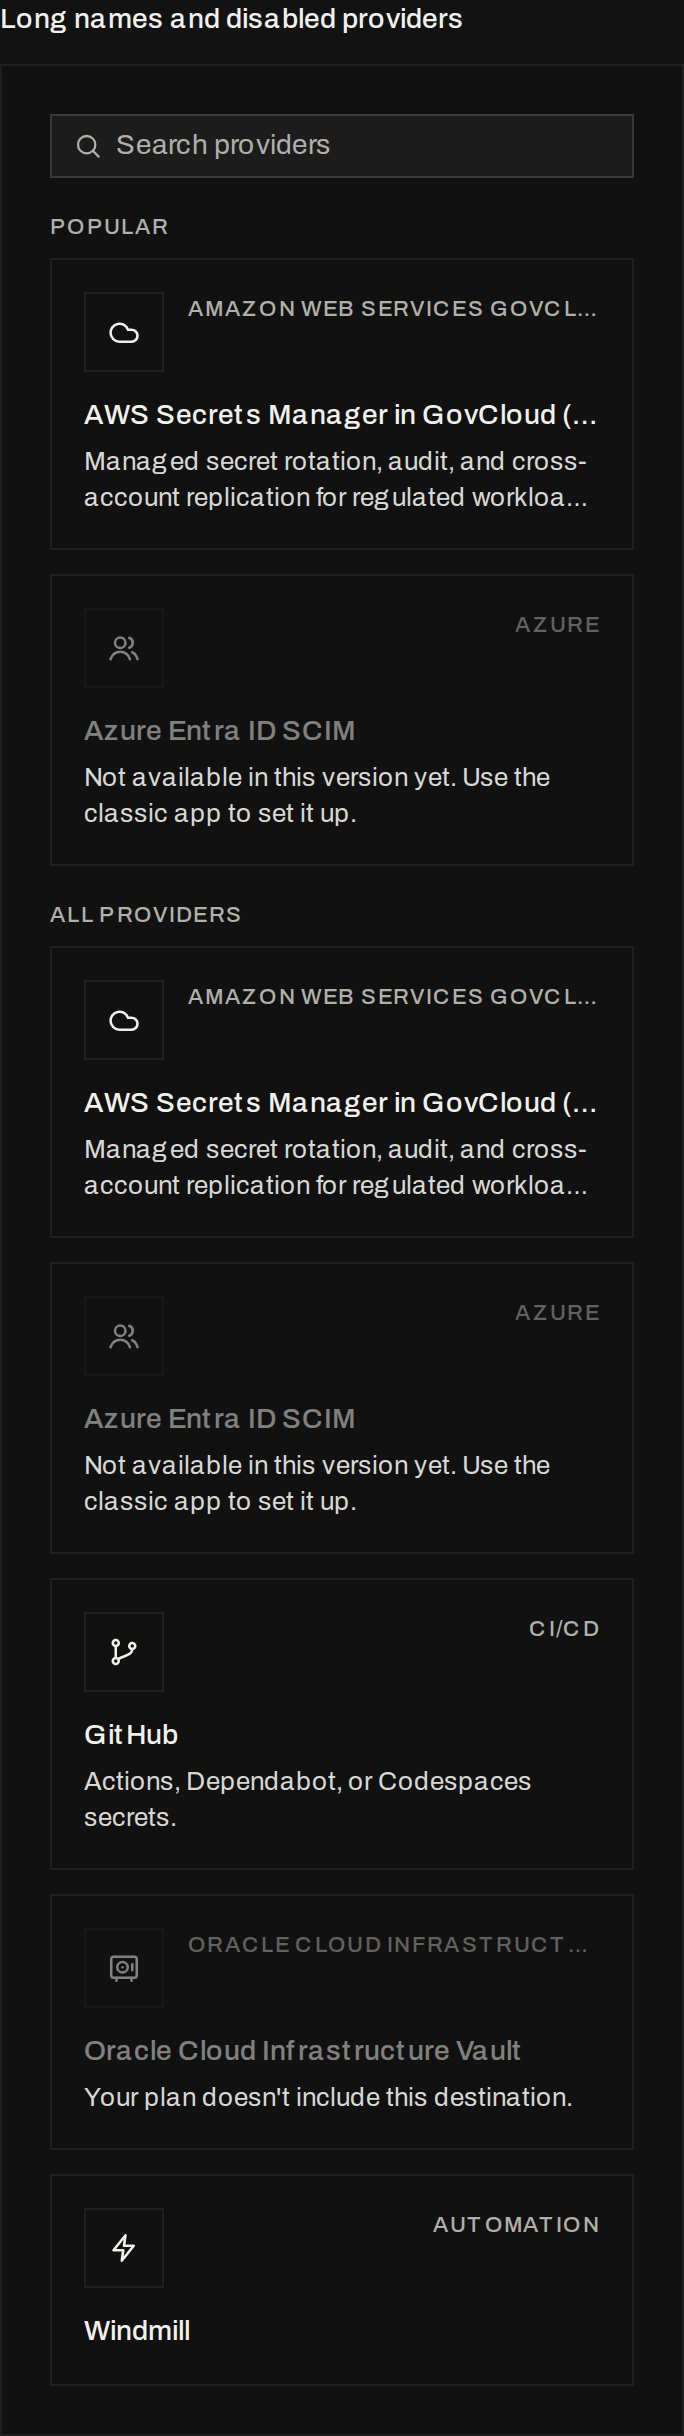 Long names and disabled providers
Search providers
POPULAR
AMAZON WEB SERVICES GOVCL...
AWS Secrets Manager in GovCloud (...
Managed secret rotation, audit, and cross-
account replication for regulated workloa...
AZURE
Azure Entra ID SCIM
Not available in this version yet. Use the
classic app to set it up.
ALL PROVIDERS
AMAZON WEB SERVICES GOVCL...
AWS Secrets Manager in GovCloud (...
Managed secret rotation, audit, and cross-
account replication for regulated workloa...
AZURE
Azure Entra ID SCIM
Not available in this version yet. Use the
classic app to set it up.
CI/CD
GitHub
Actions, Dependabot, or Codespaces
secrets.
ORACLE CLOUD INFRASTRUCT...
Oracle Cloud Infrastructure Vault
Your plan doesn't include this destination.
AUTOMATION
Windmill